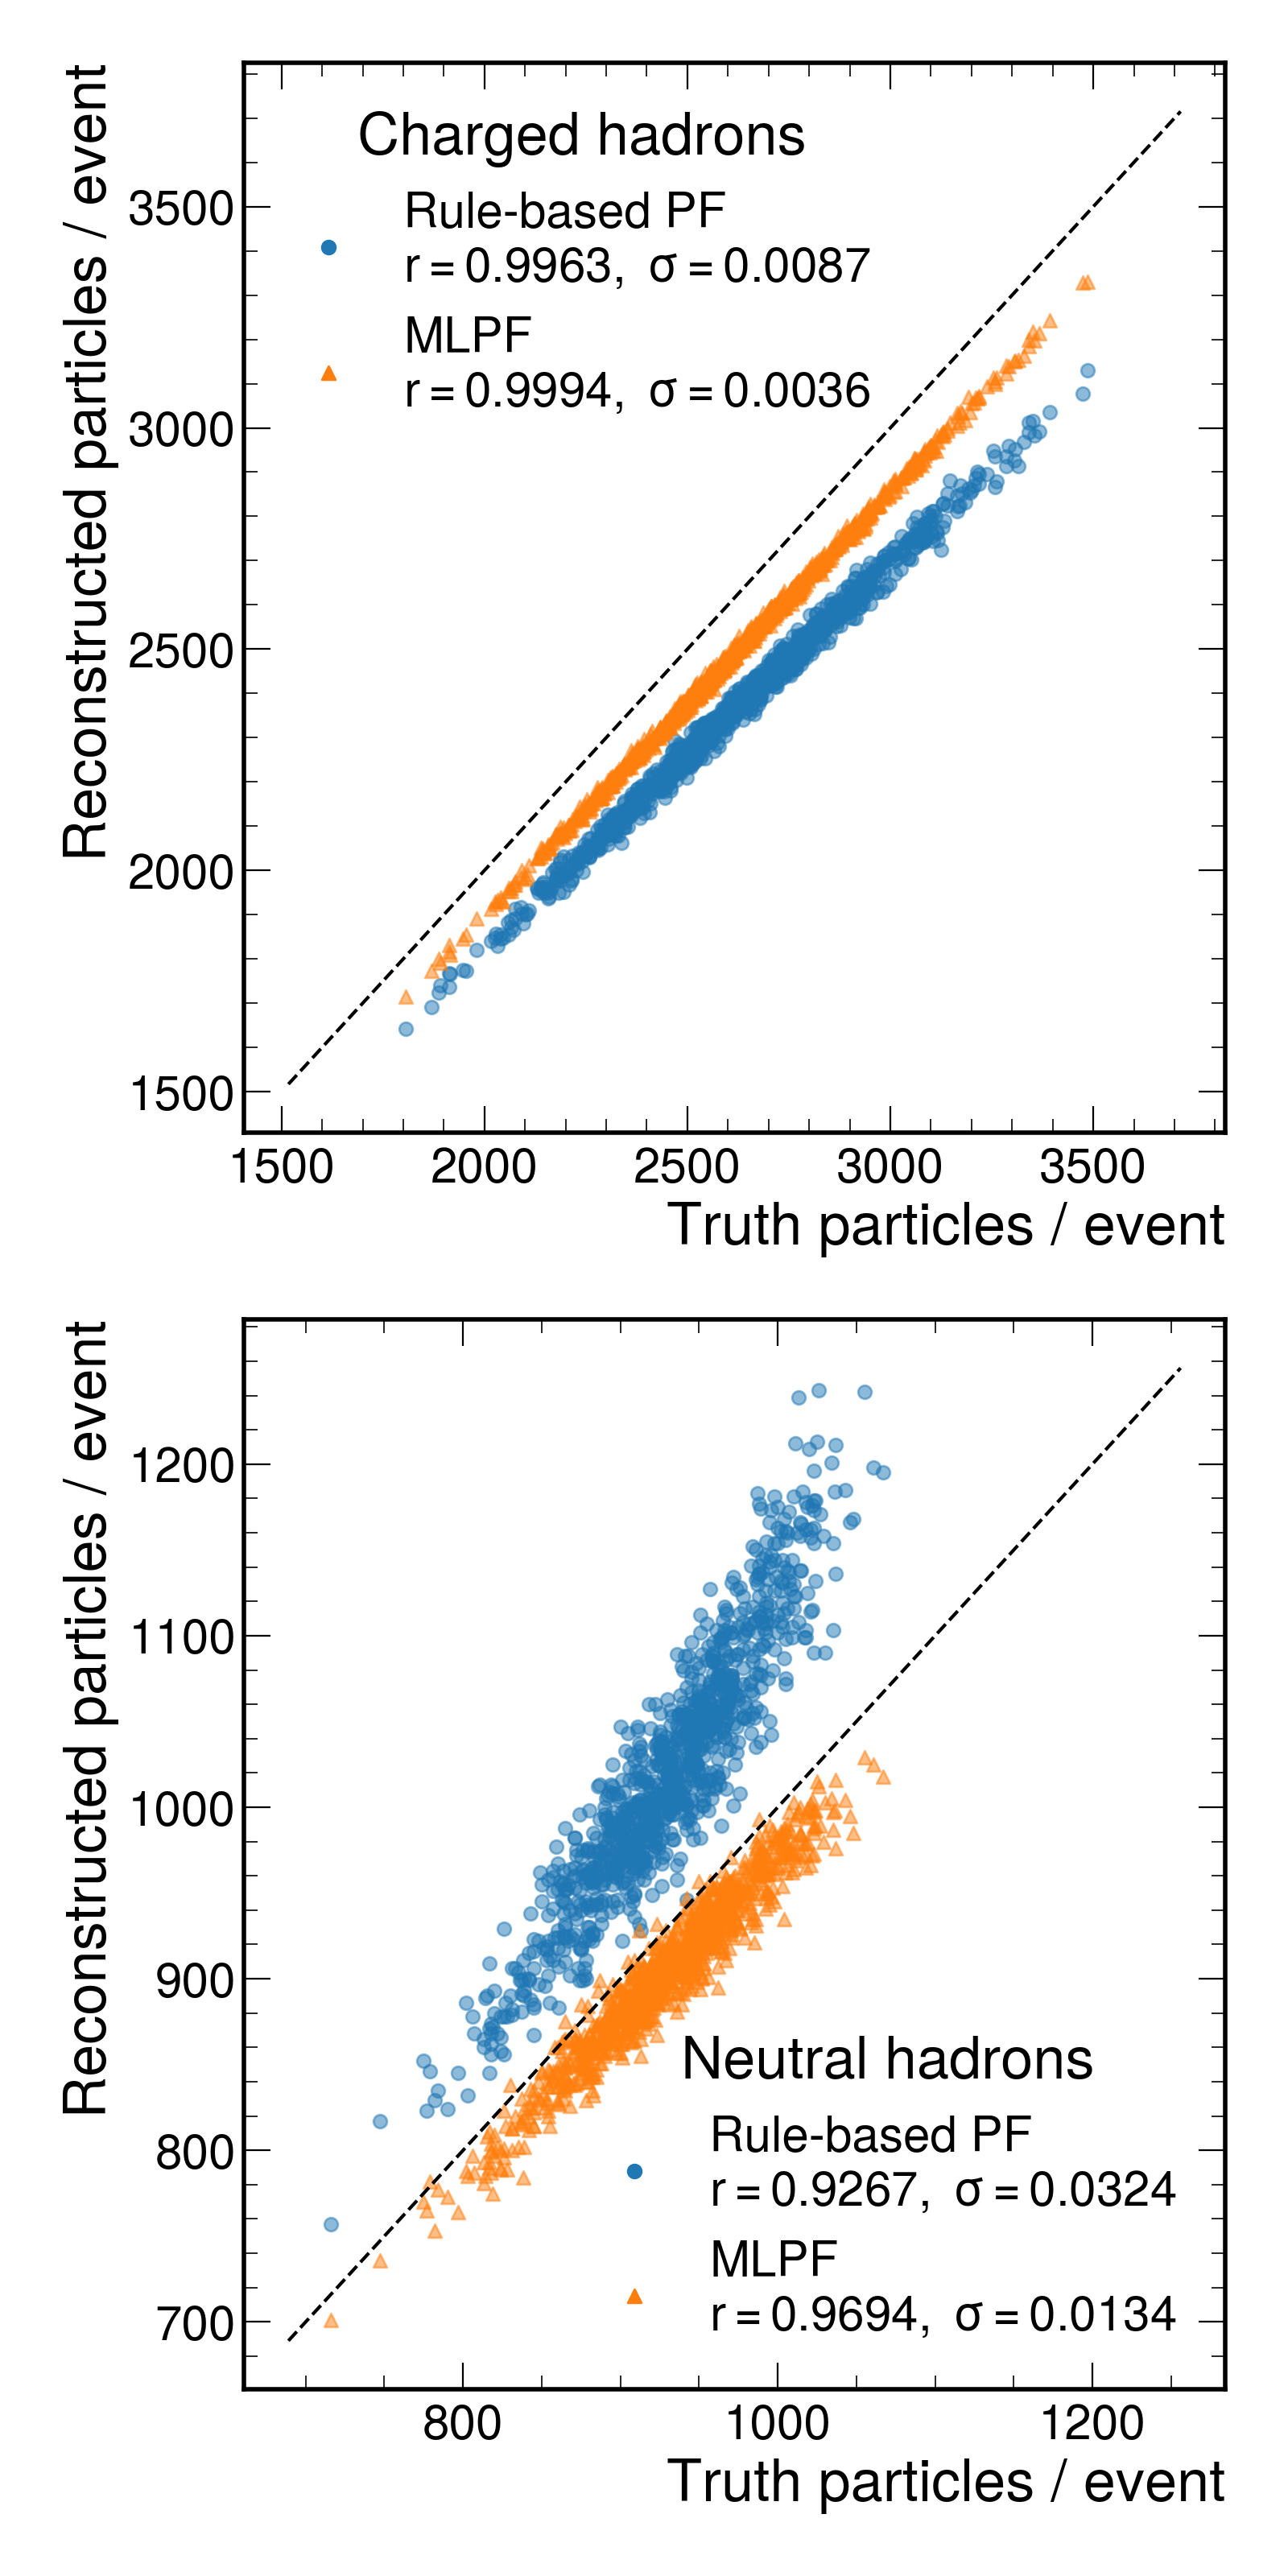 Reconstructed particles / event
3500
3000
2500
2000
1500
Charged hadrons
Rule-based PF
r = 0.9963, σ = 0.0087
MLPF
r = 0.9994, σ = 0.0036
1500 2000 2500 3000 3500
Truth particles / event
Reconstructed particles / event
1200
1100
1000
900
800
700
Neutral hadrons
Rule-based PF
r = 0.9267, σ = 0.0324
MLPF
r = 0.9694, σ = 0.0134
800 1000 1200
Truth particles / event